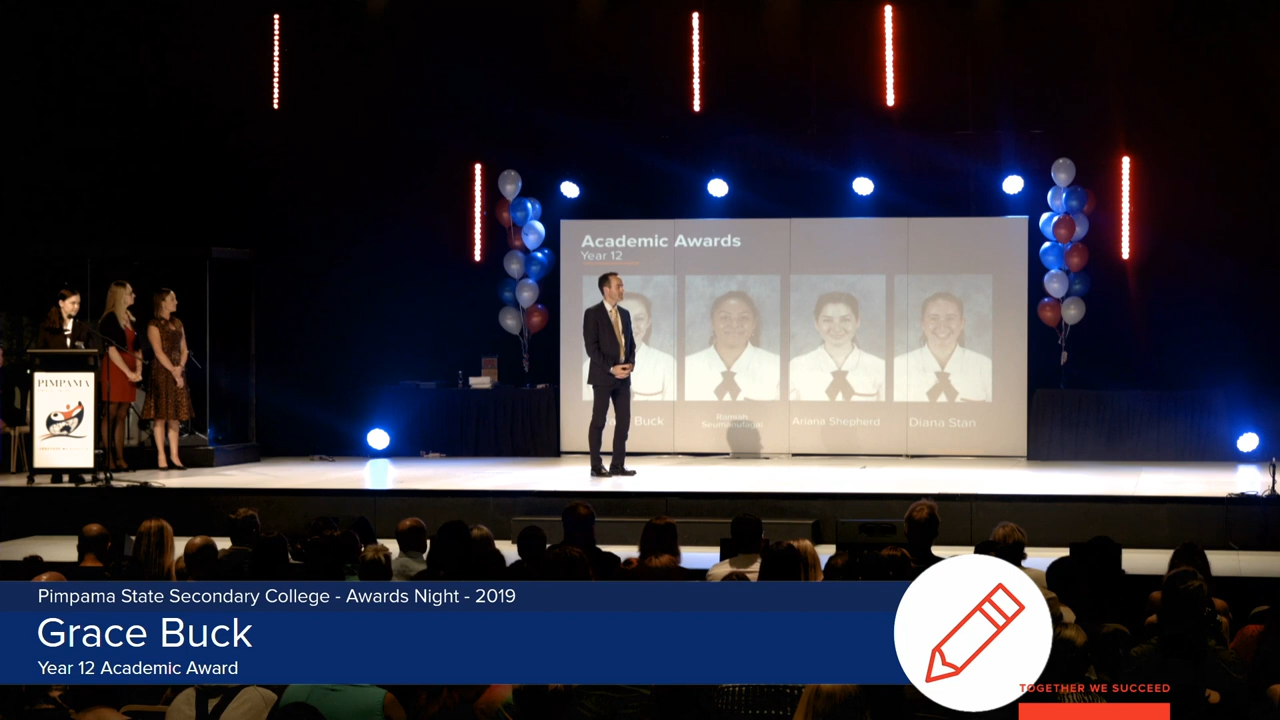 Academic Awards
Year 12
Buck
Ramiah
Ariana Shepherd
Diana Stan
PIMPAMA
Pimpama State Secondary College - Awards Night - 2019
Grace Buck
Year 12 Academic Award
TOGETHER WE SUCCEED